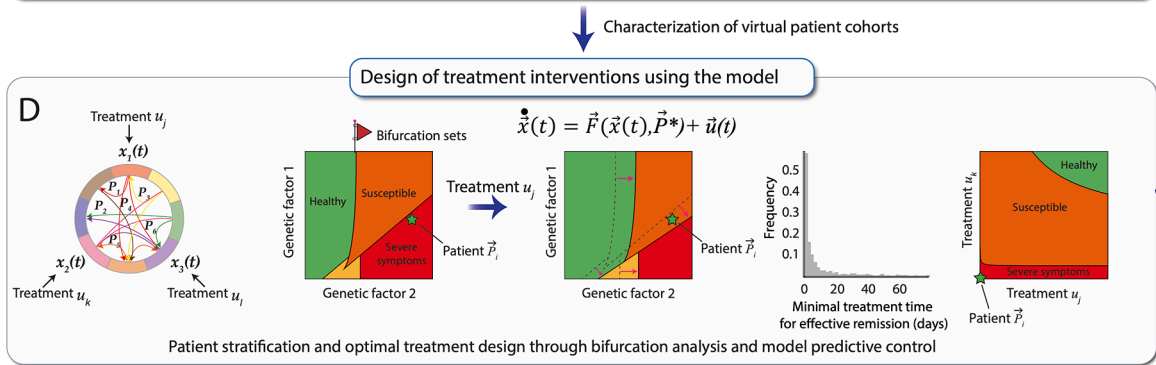 Characterization of virtual patient cohorts
Design of treatment interventions using the model
D
Treatment u_j
x_1(t)
P_1
P_2
P_3
P_4
P_5
P_6
x_2(t)
x_3(t)
Treatment u_k
Treatment u_l
Bifurcation sets
Genetic factor 1
Healthy
Susceptible
Severe
symptoms
Genetic factor 2
Patient P⃗_i
Treatment u_j
ẋ⃗(t) = F⃗(x⃗(t),P⃗*)+ u⃗(t)
Genetic factor 1
Genetic factor 2
Patient P⃗_i
Frequency
0.5
0.4
0.3
0.2
0.1
0 20 40 60
Minimal treatment time
for effective remission (days)
Treatment u_k
Healthy
Susceptible
Severe symptoms
Treatment u_j
Patient P⃗_i
Patient stratification and optimal treatment design through bifurcation analysis and model predictive control